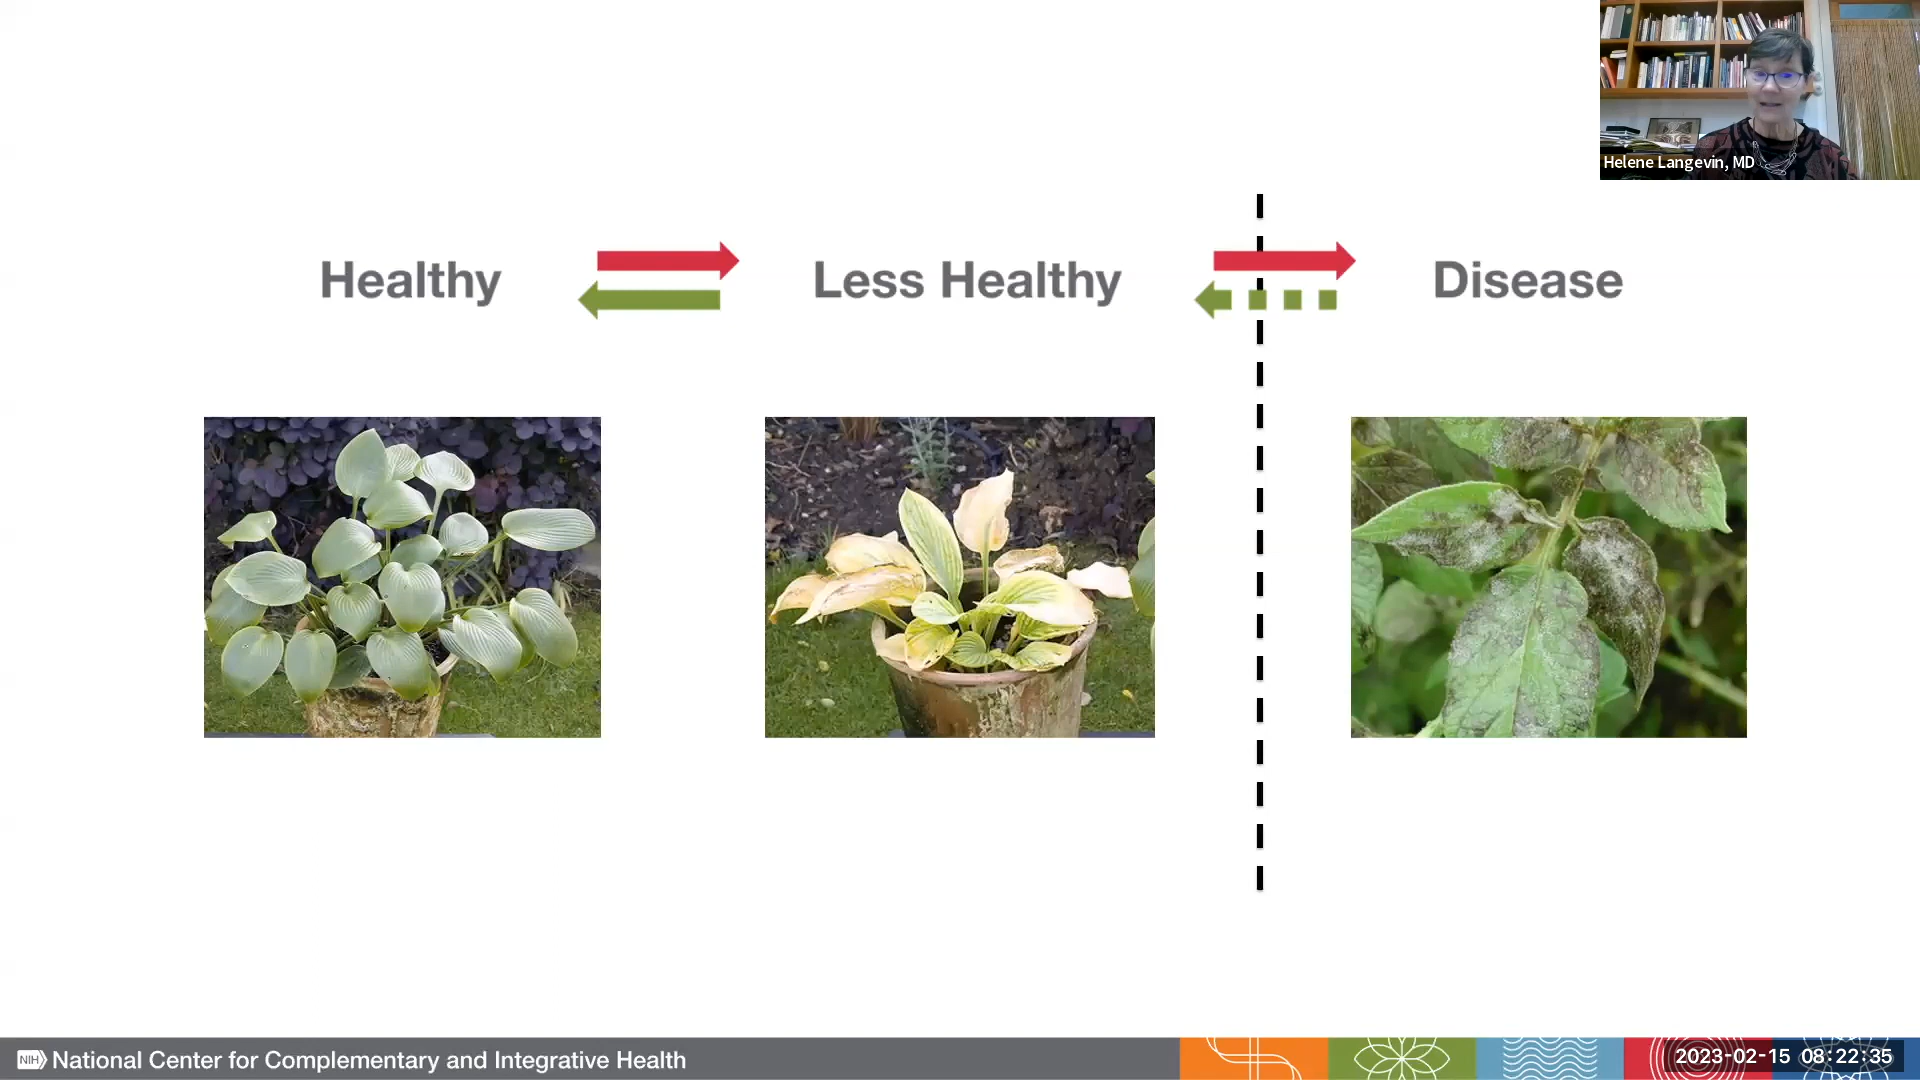 Helene Langevin, MD
Healthy
Less Healthy
Disease
NIH National Center for Complementary and Integrative Health
2023-02-15 08:22:35